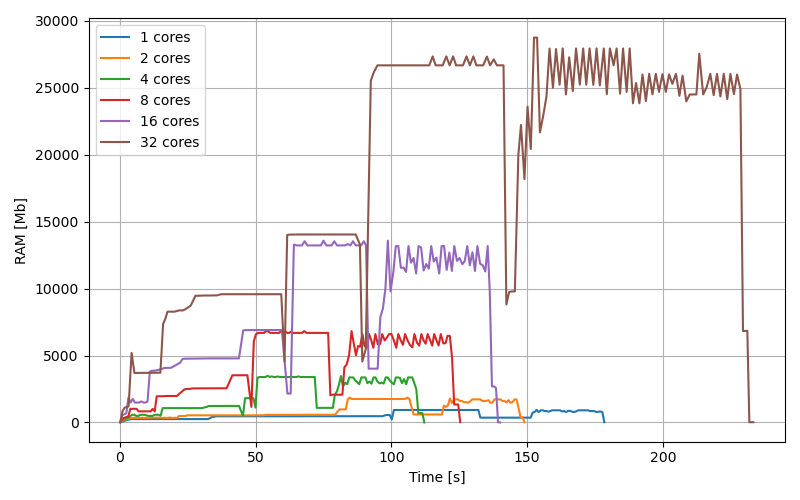 30000
25000
20000
15000
10000
5000
0
RAM [Mb]
1 cores
2 cores
4 cores
8 cores
16 cores
32 cores
0 50 100 150 200
Time [s]